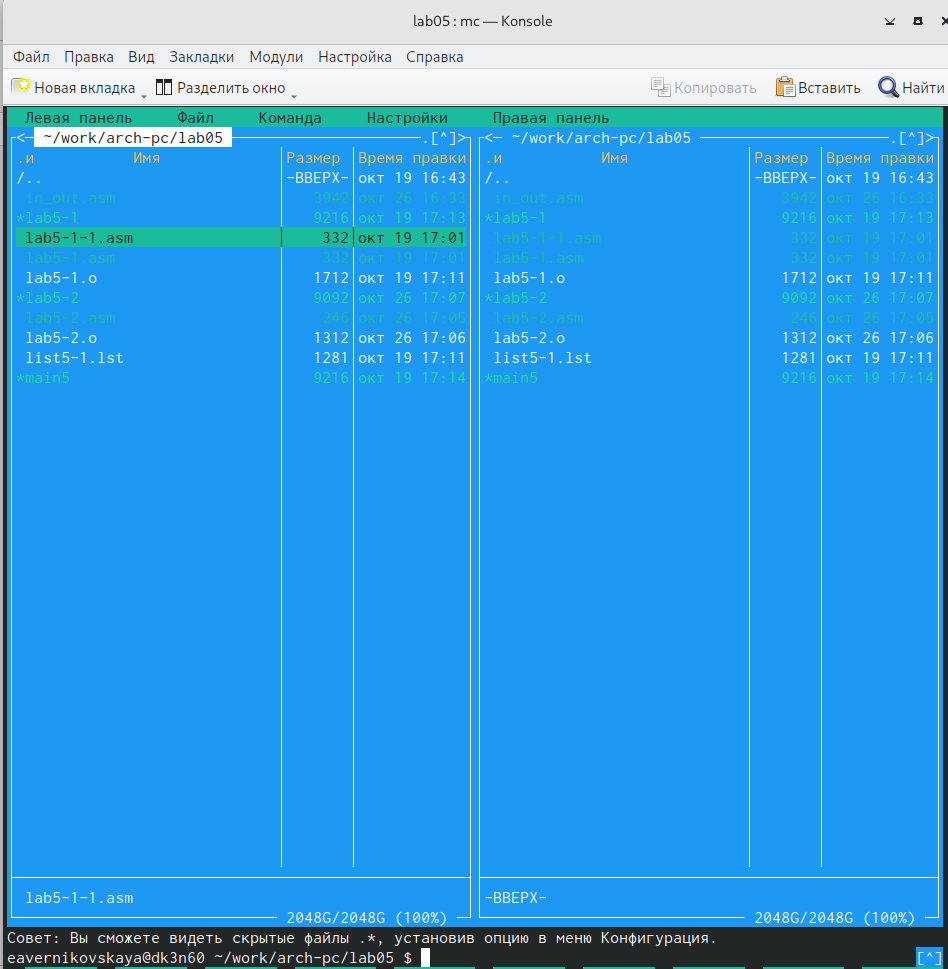 lab05 : mc — Konsole
Файл Правка Вид Закладки Модули Настройка Справка
Новая вкладка Разделить окно Копировать Вставить Найти
Левая панель Файл Команда Настройки Правая панель
<─ ~/work/arch-pc/lab05 .[^]> <─ ~/work/arch-pc/lab05 .[^]>
.и Имя Размер Время правки .и Имя Размер Время правки
/.. -ВВЕРХ- окт 19 16:43 /.. -ВВЕРХ- окт 19 16:43
in_out.asm 3942 окт 26 16:33 in_out.asm 3942 окт 26 16:33
*lab5-1 9216 окт 19 17:13 *lab5-1 9216 окт 19 17:13
lab5-1-1.asm 332 окт 19 17:01 lab5-1-1.asm 332 окт 19 17:01
lab5-1.asm 332 окт 19 17:01 lab5-1.asm 332 окт 19 17:01
lab5-1.o 1712 окт 19 17:11 lab5-1.o 1712 окт 19 17:11
*lab5-2 9092 окт 26 17:07 *lab5-2 9092 окт 26 17:07
lab5-2.asm 246 окт 26 17:05 lab5-2.asm 246 окт 26 17:05
lab5-2.o 1312 окт 26 17:06 lab5-2.o 1312 окт 26 17:06
list5-1.lst 1281 окт 19 17:11 list5-1.lst 1281 окт 19 17:11
*main5 9216 окт 19 17:14 *main5 9216 окт 19 17:14
lab5-1-1.asm -ВВЕРХ-
2048G/2048G (100%) 2048G/2048G (100%)
Совет: Вы сможете видеть скрытые файлы .*, установив опцию в меню Конфигурация.
eavernikovskaya@dk3n60 ~/work/arch-pc/lab05 $ [^]